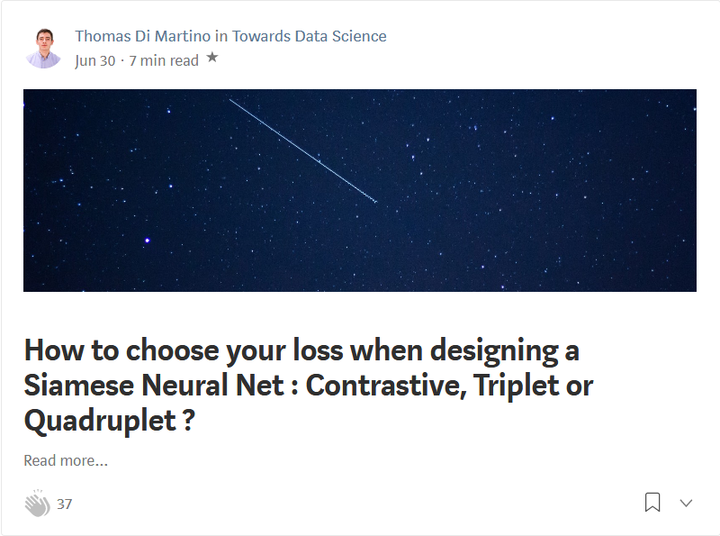 Thomas Di Martino in Towards Data Science
Jun 30 · 7 min read ★
How to choose your loss when designing a
Siamese Neural Net : Contrastive, Triplet or
Quadruplet ?
Read more...
37